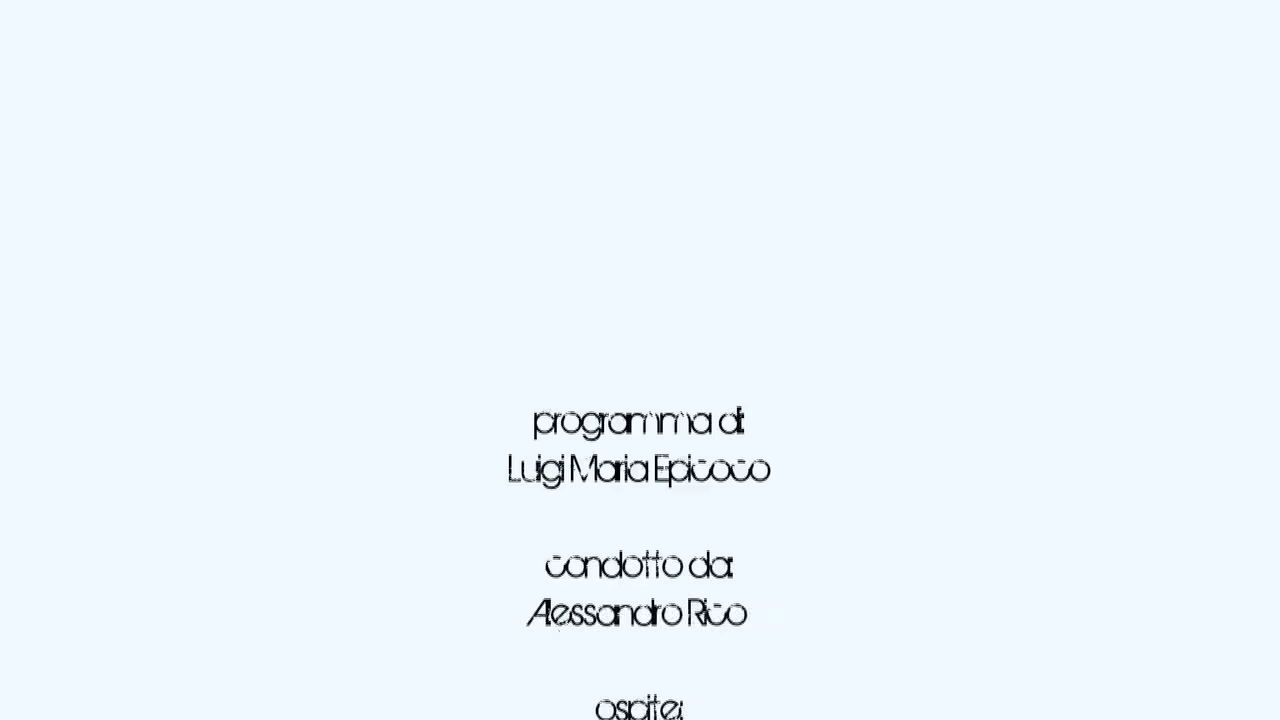 programma di:
Luigi Maria Epicoco
condotto da:
Alessandro Rico
ospite: